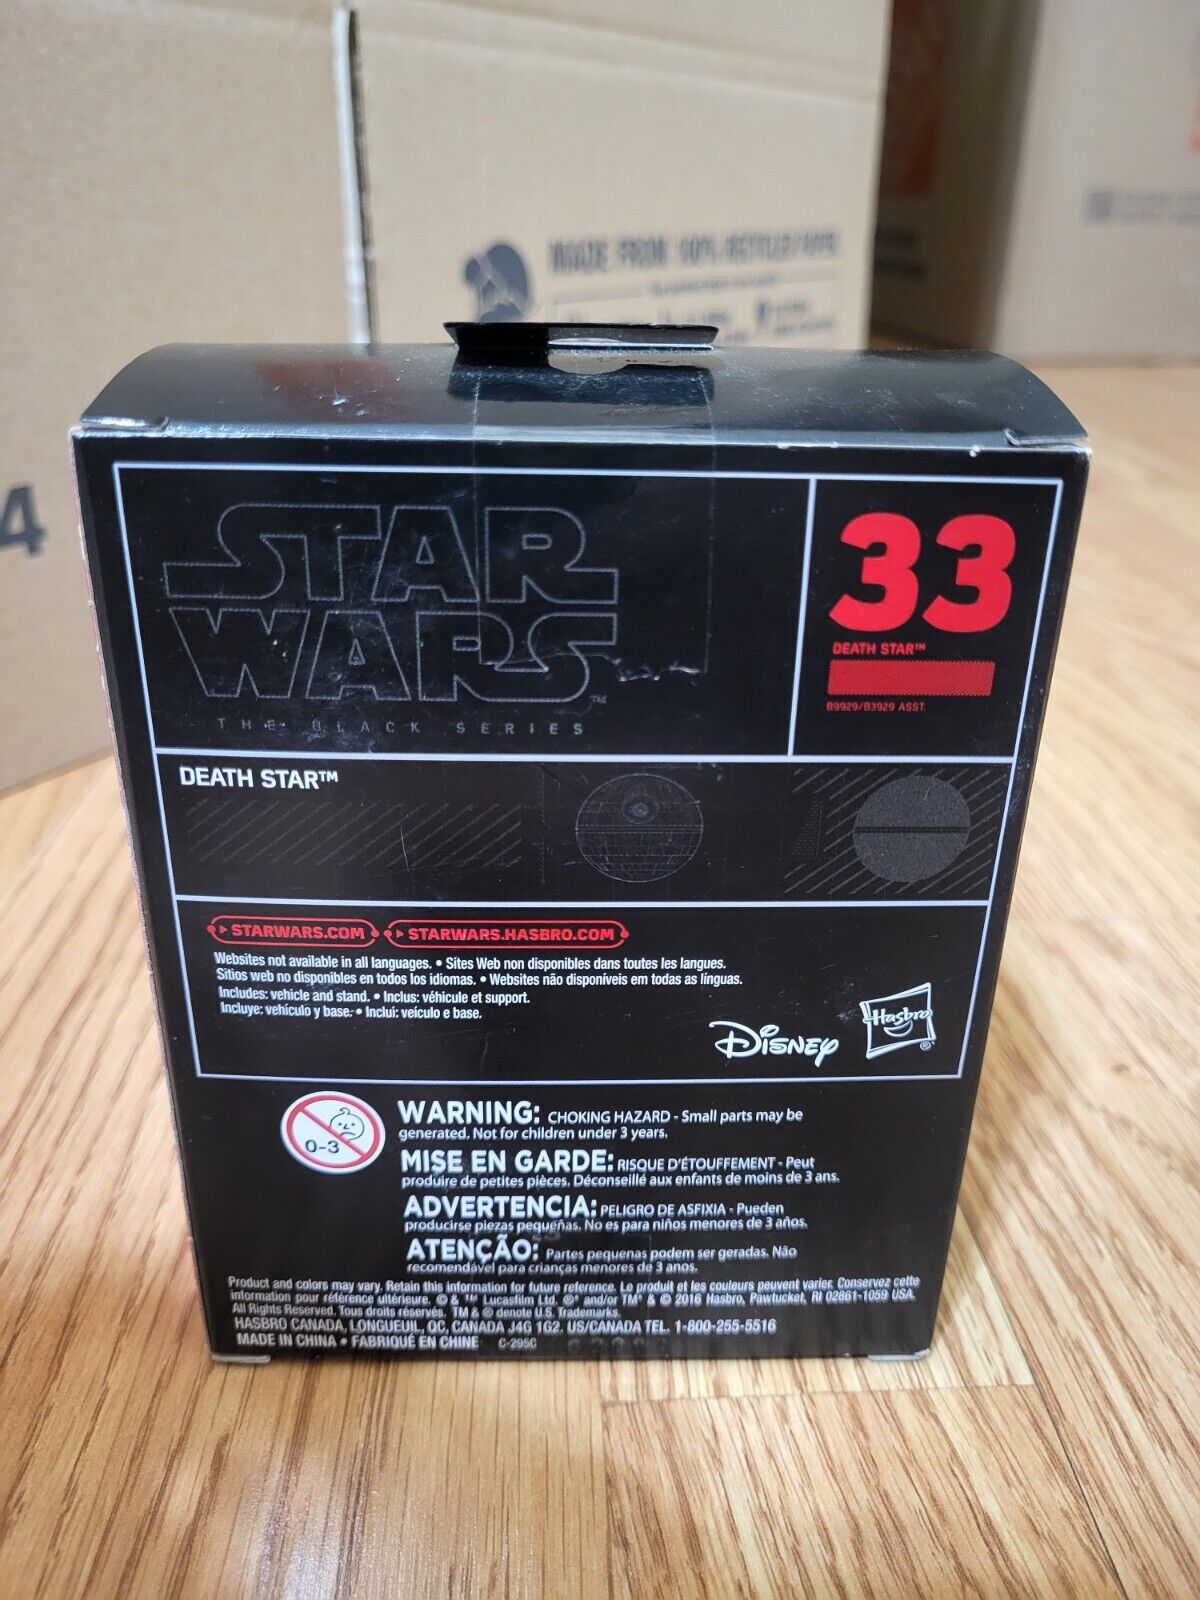 MADE FROM 100%
4
STAR
WARS™
THE BLACK SERIES
33
DEATH STAR™
B9929/B3929 ASST.
DEATH STAR™
STARWARS.COM STARWARS.HASBRO.COM
Websites not available in all languages. • Sites Web non disponibles dans toutes les langues.
Sitios web no disponibles en todos los idiomas. • Websites não disponíveis em todas as línguas.
Includes: vehicle and stand. • Inclus: véhicule et support.
Incluye: vehículo y base. • Inclui: veículo e base.
Disney Hasbro®
0-3
WARNING: CHOKING HAZARD - Small parts may be
generated. Not for children under 3 years.
MISE EN GARDE: RISQUE D'ÉTOUFFEMENT - Peut
produire de petites pièces. Déconseillé aux enfants de moins de 3 ans.
ADVERTENCIA: PELIGRO DE ASFIXIA - Pueden
producirse piezas pequeñas. No es para niños menores de 3 años.
ATENÇÃO: Partes pequenas podem ser geradas. Não
recomendável para crianças menores de 3 anos.
Product and colors may vary. Retain this information for future reference. Le produit et les couleurs peuvent varier. Conservez cette
information pour référence ultérieure. © & ™ Lucasfilm Ltd. ®* and/or TM* & © 2016 Hasbro, Pawtucket, RI 02861-1059 USA.
All Rights Reserved. Tous droits réservés. TM & ® denote U.S. Trademarks.
HASBRO CANADA, LONGUEUIL, QC, CANADA J4G 1G2. US/CANADA TEL. 1-800-255-5516
MADE IN CHINA • FABRIQUÉ EN CHINE C-295C